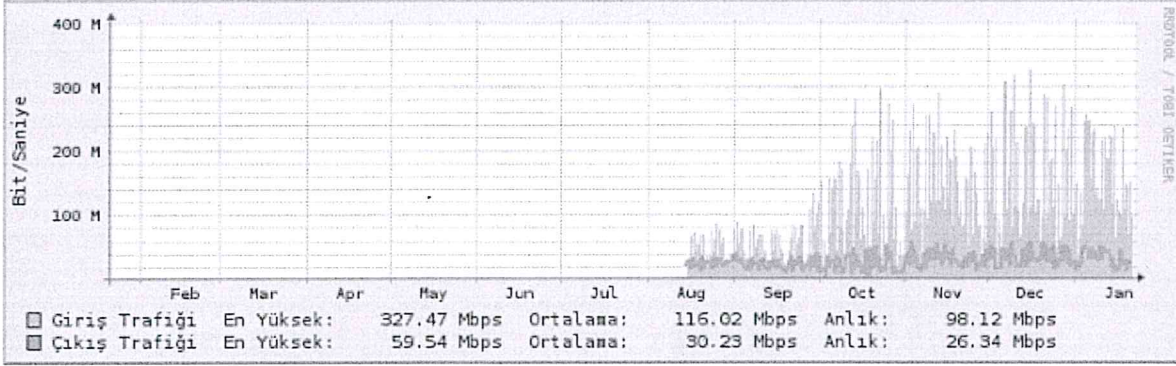 400 M
300 M
200 M
100 M
Bit/Saniye
Feb Mar Apr May Jun Jul Aug Sep Oct Nov Dec Jan
Giriş Trafiği En Yüksek: 327.47 Mbps Ortalama: 116.02 Mbps Anlık: 98.12 Mbps
Çıkış Trafiği En Yüksek: 59.54 Mbps Ortalama: 30.23 Mbps Anlık: 26.34 Mbps